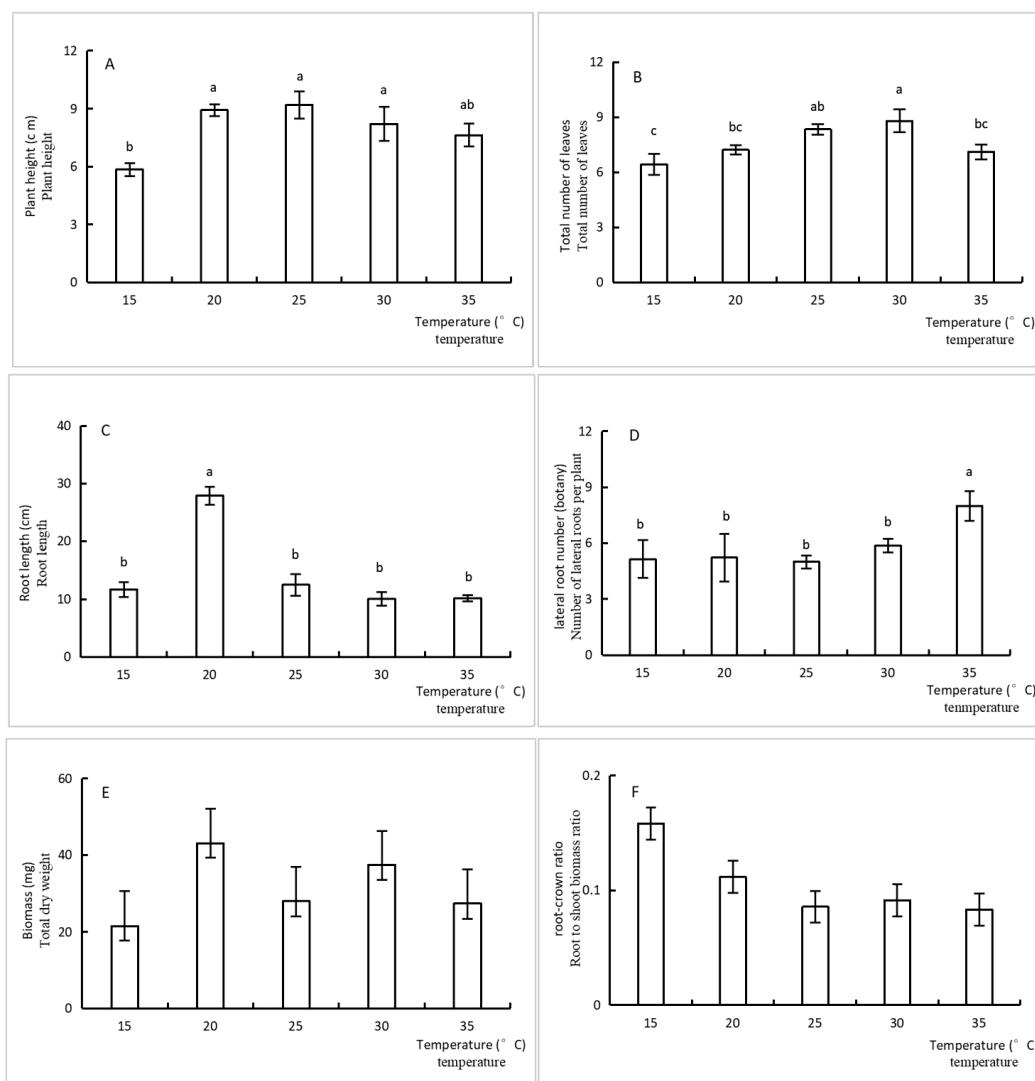 A
Plant height (c m)
Plant height
12
9
6
3
0
b
a
a
a
ab
15 20 25 30 35
Temperature (° C)
temperature
B
Total number of leaves
Total number of leaves
12
9
6
3
0
c
bc
ab
a
bc
15 20 25 30 35
Temperature (° C
temperature
C
Root length (cm)
Root length
40
30
20
10
0
b
a
b
b
b
15 20 25 30 35
Temperature (° C)
temperature
D
lateral root number (botany)
Number of lateral roots per plant
12
9
6
3
0
b
b
b
b
a
15 20 25 30 35
Temperature (° C)
tenmperature
E
Biomass (mg)
Total dry weight
60
40
20
0
15 20 25 30 35
Temperature (° C)
temperature
F
root-crown ratio
Root to shoot biomass ratio
0.2
0.1
0
15 20 25 30 35
Temperature (° C
temperature